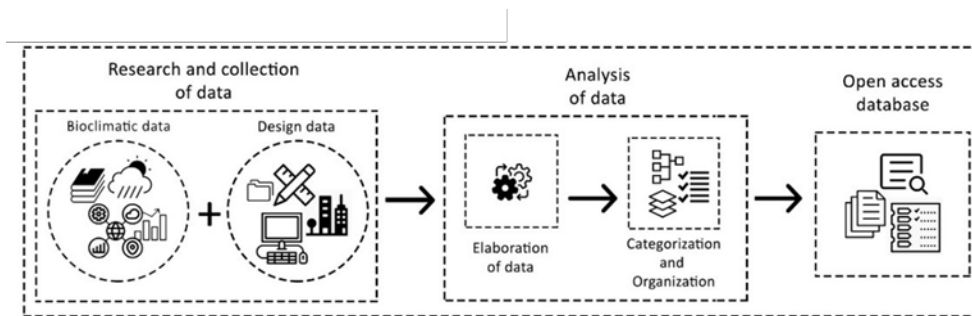 Research and collection
of data
Bioclimatic data
Design data
Analysis
of data
Elaboration
of data
Categorization
and
Organization
Open access
database